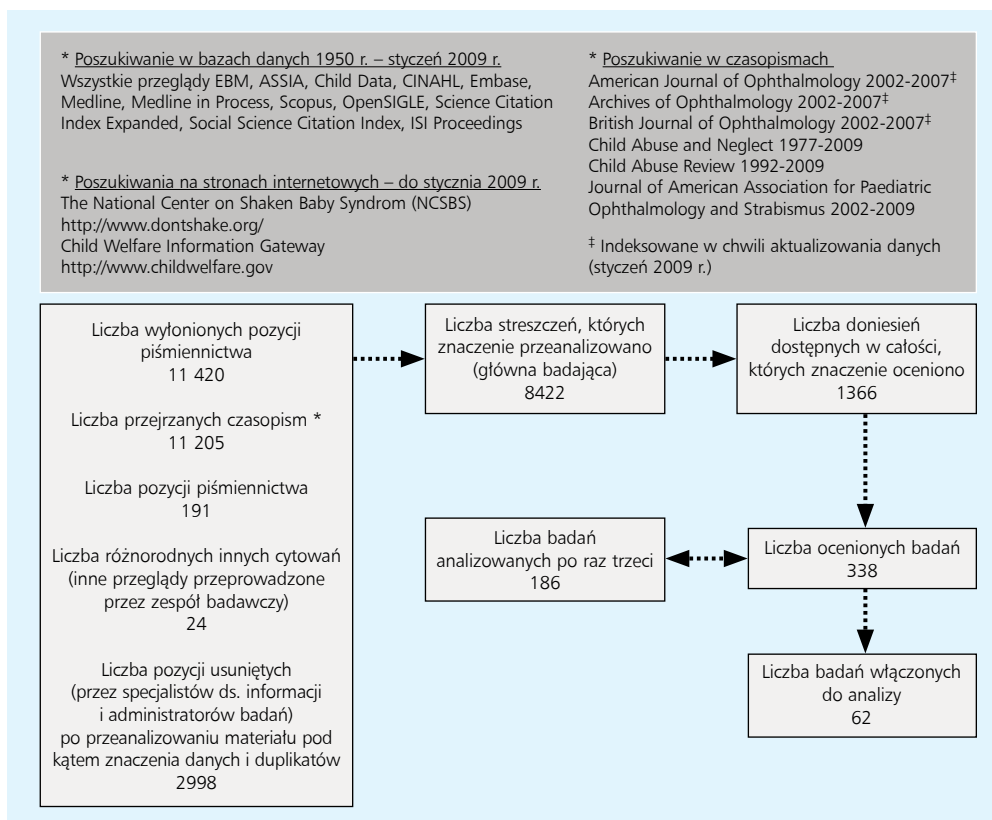 * Poszukiwanie w bazach danych 1950 r. – styczeń 2009 r.
Wszystkie przeglądy EBM, ASSIA, Child Data, CINAHL, Embase,
Medline, Medline in Process, Scopus, OpenSIGLE, Science Citation
Index Expanded, Social Science Citation Index, ISI Proceedings
* Poszukiwania na stronach internetowych – do stycznia 2009 r.
The National Center on Shaken Baby Syndrom (NCSBS)
http://www.dontshake.org/
Child Welfare Information Gateway
http://www.childwelfare.gov
* Poszukiwanie w czasopismach
American Journal of Ophthalmology 2002-2007‡
Archives of Ophthalmology 2002-2007‡
British Journal of Ophthalmology 2002-2007‡
Child Abuse and Neglect 1977-2009
Child Abuse Review 1992-2009
Journal of American Association for Paediatric
Ophthalmology and Strabismus 2002-2009
‡ Indeksowane w chwili aktualizowania danych
(styczeń 2009 r.)
Liczba wyłonionych pozycji
piśmiennictwa
11 420
Liczba przejrzanych czasopism *
11 205
Liczba pozycji piśmiennictwa
191
Liczba różnorodnych innych cytowań
(inne przeglądy przeprowadzone
przez zespół badawczy)
24
Liczba pozycji usuniętych
(przez specjalistów ds. informacji
i administratorów badań)
po przeanalizowaniu materiału pod
kątem znaczenia danych i duplikatów
2998
Liczba streszczeń, których
znaczenie przeanalizowano
(główna badająca)
8422
Liczba doniesień
dostępnych w całości,
których znaczenie oceniono
1366
Liczba badań
analizowanych po raz trzeci
186
Liczba ocenionych badań
338
Liczba badań włączonych
do analizy
62